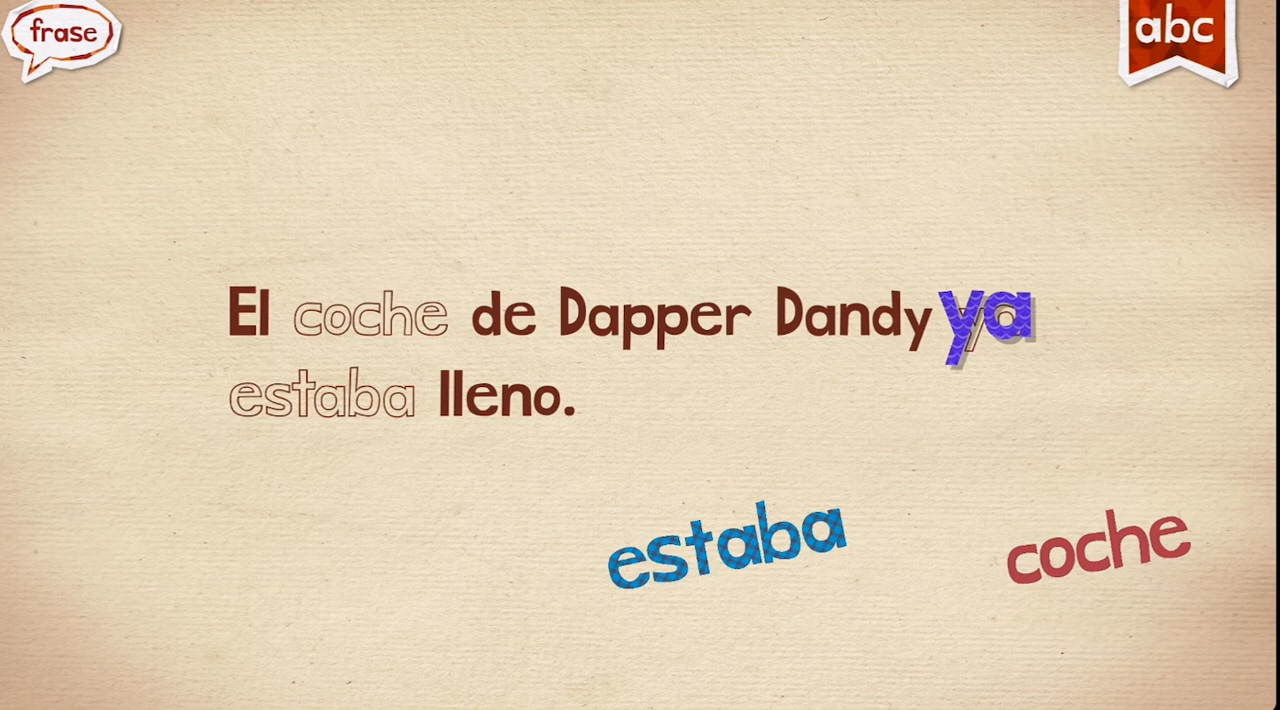 frase
abc
El coche de Dapper Dandy ya
estaba lleno.
estaba
coche